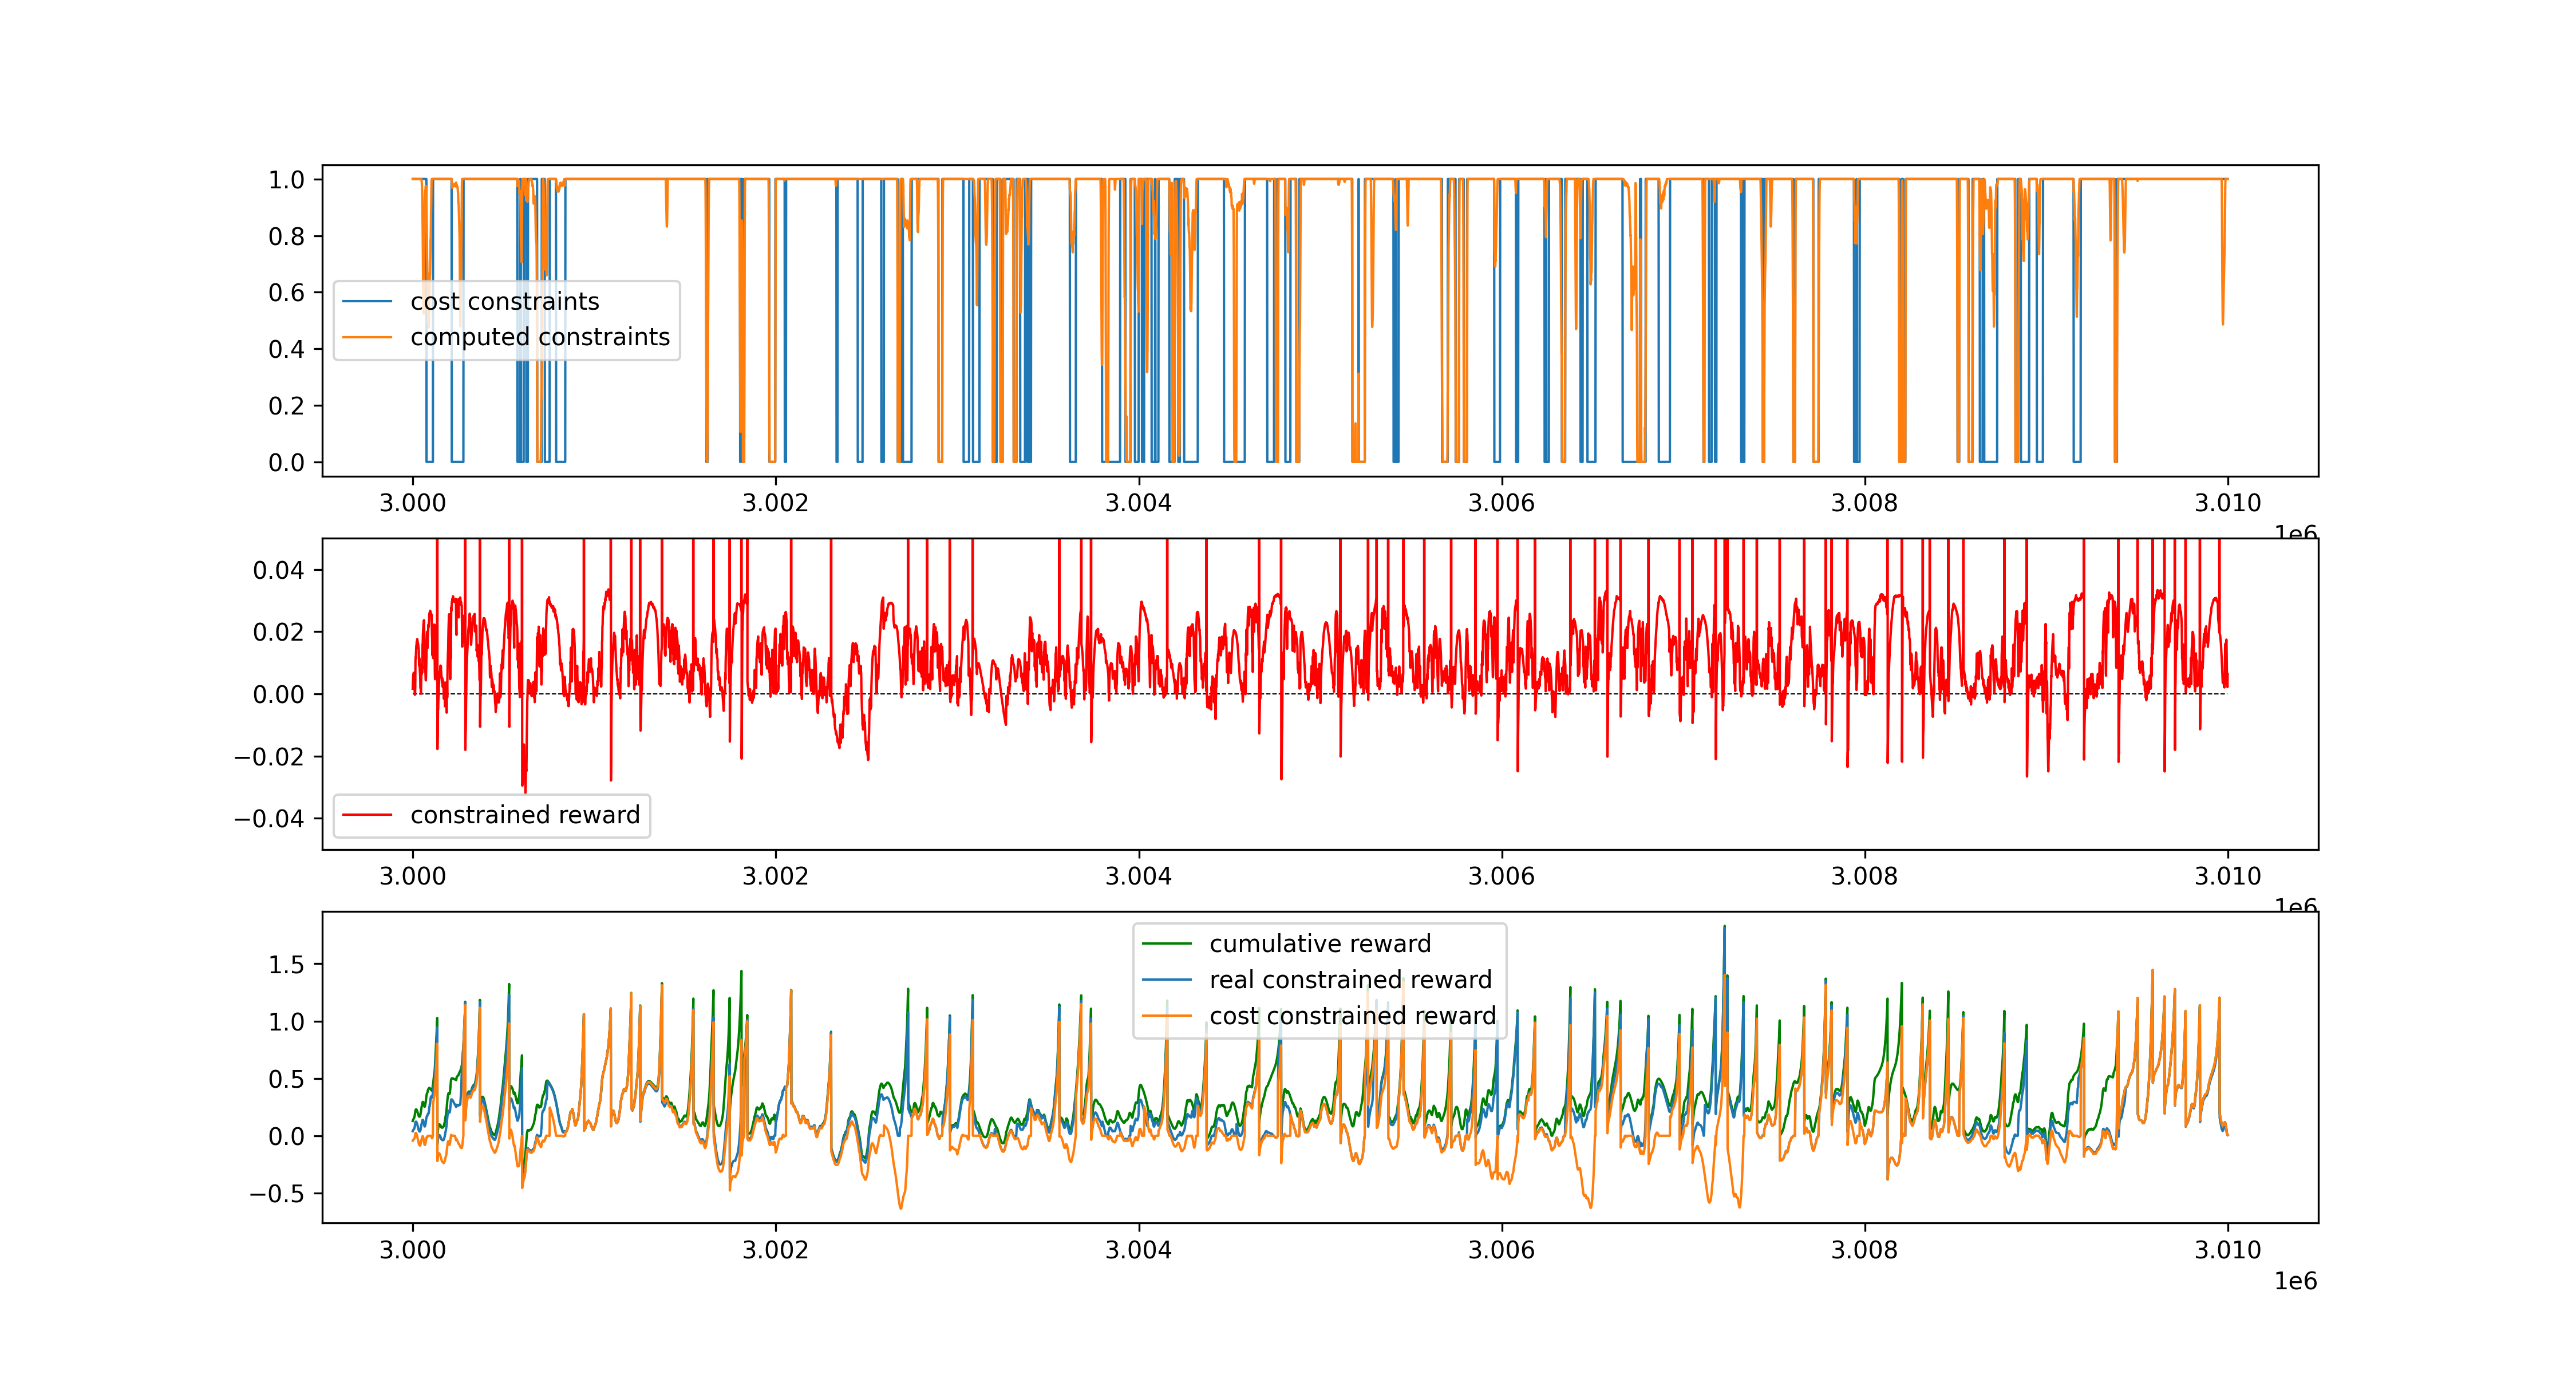 1.0
0.8
0.6
0.4
0.2
0.0
cost constraints
computed constraints
3.000 3.002 3.004 3.006 3.008 3.010
1e6
0.04
0.02
0.00
−0.02
−0.04
constrained reward
3.000 3.002 3.004 3.006 3.008 3.010
1e6
1.5
1.0
0.5
0.0
−0.5
cumulative reward
real constrained reward
cost constrained reward
3.000 3.002 3.004 3.006 3.008 3.010
1e6